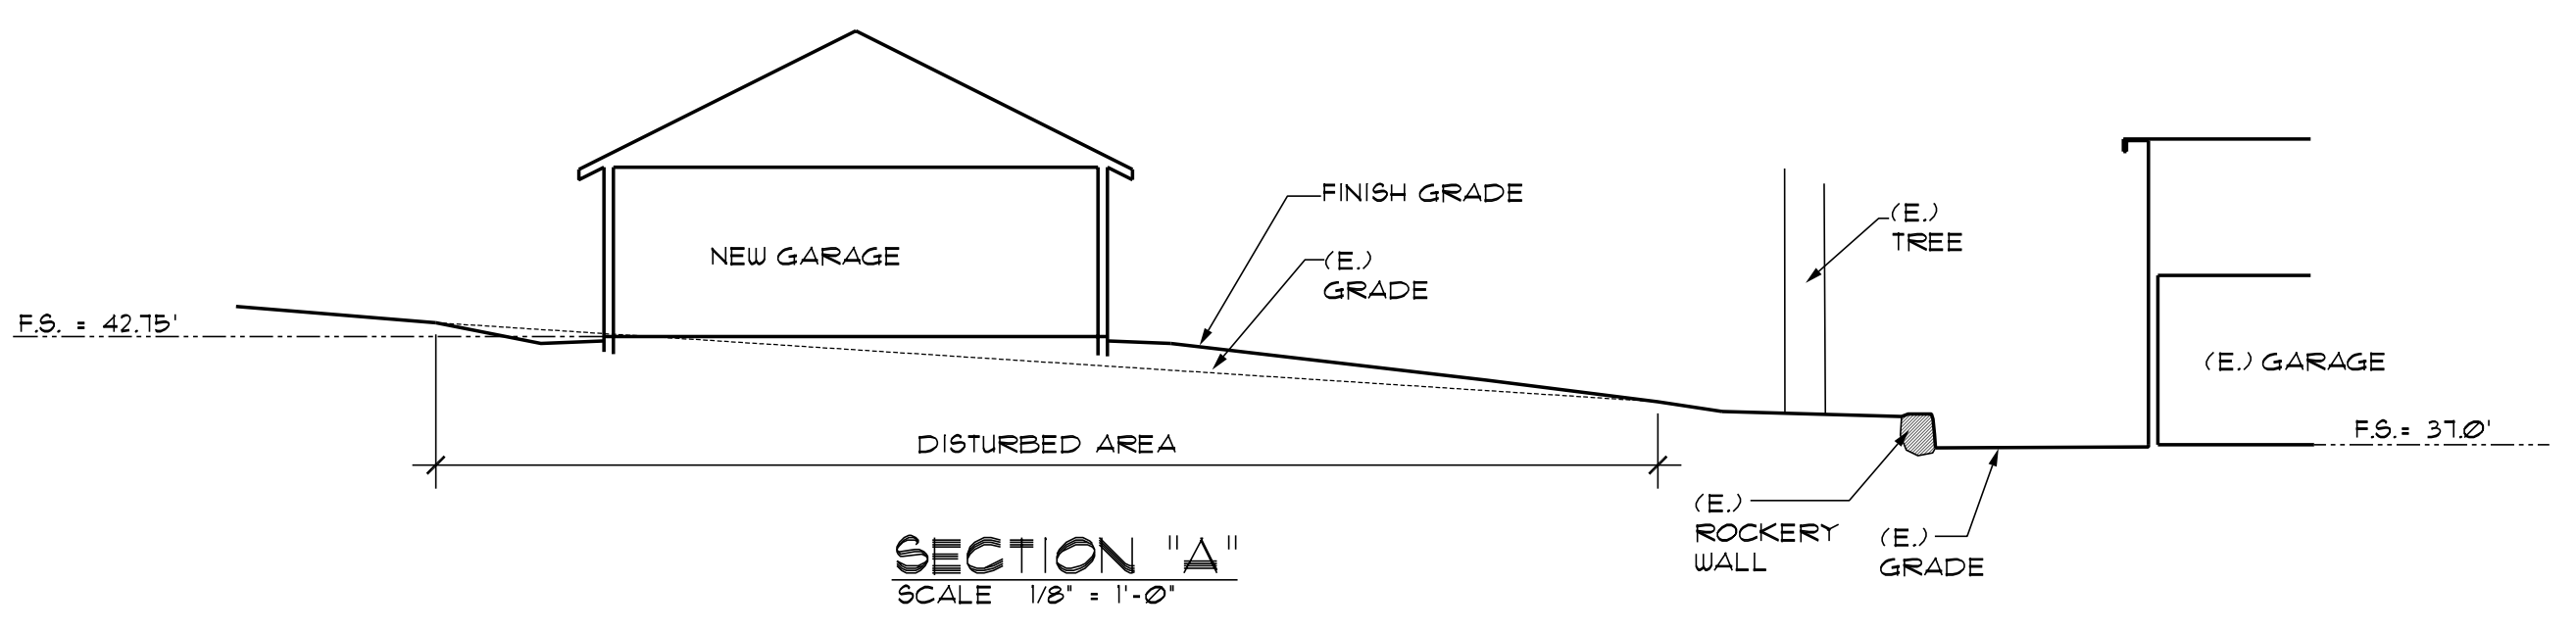 FINISH GRADE
(E.)
TREE
NEW GARAGE
(E.)
GRADE
F.S. = 42.75'
(E.) GARAGE
F.S. = 37.0'
DISTURBED AREA
(E.)
ROCKERY
WALL
(E.)
GRADE
SECTION "A"
SCALE 1/8" = 1'-0"